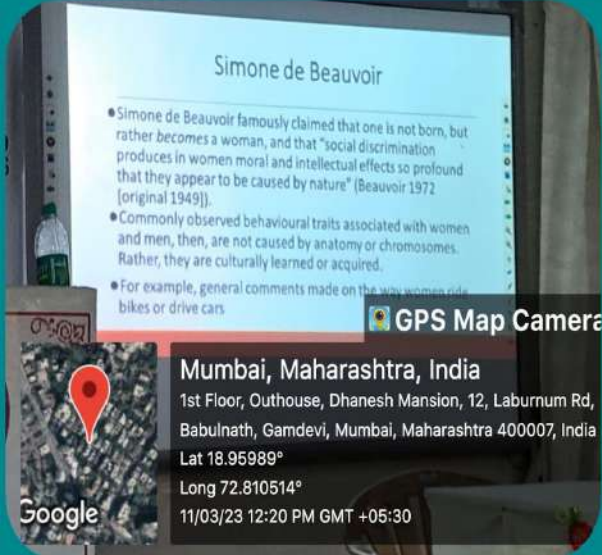 Simone de Beauvoir
•Simone de Beauvoir famously claimed that one is not born, but
rather becomes a woman, and that "social discrimination
produces in women moral and intellectual effects so profound
that they appear to be caused by nature" (Beauvoir 1972
[original 1949]).
•Commonly observed behavioural traits associated with women
and men, then, are not caused by anatomy or chromosomes.
Rather, they are culturally learned or acquired.
•For example, general comments made on the way women ride
bikes or drive cars
GPS Map Camera
Mumbai, Maharashtra, India
1st Floor, Outhouse, Dhanesh Mansion, 12, Laburnum Rd,
Babulnath, Gamdevi, Mumbai, Maharashtra 400007, India
Lat 18.95989°
Long 72.810514°
11/03/23 12:20 PM GMT +05:30
Google